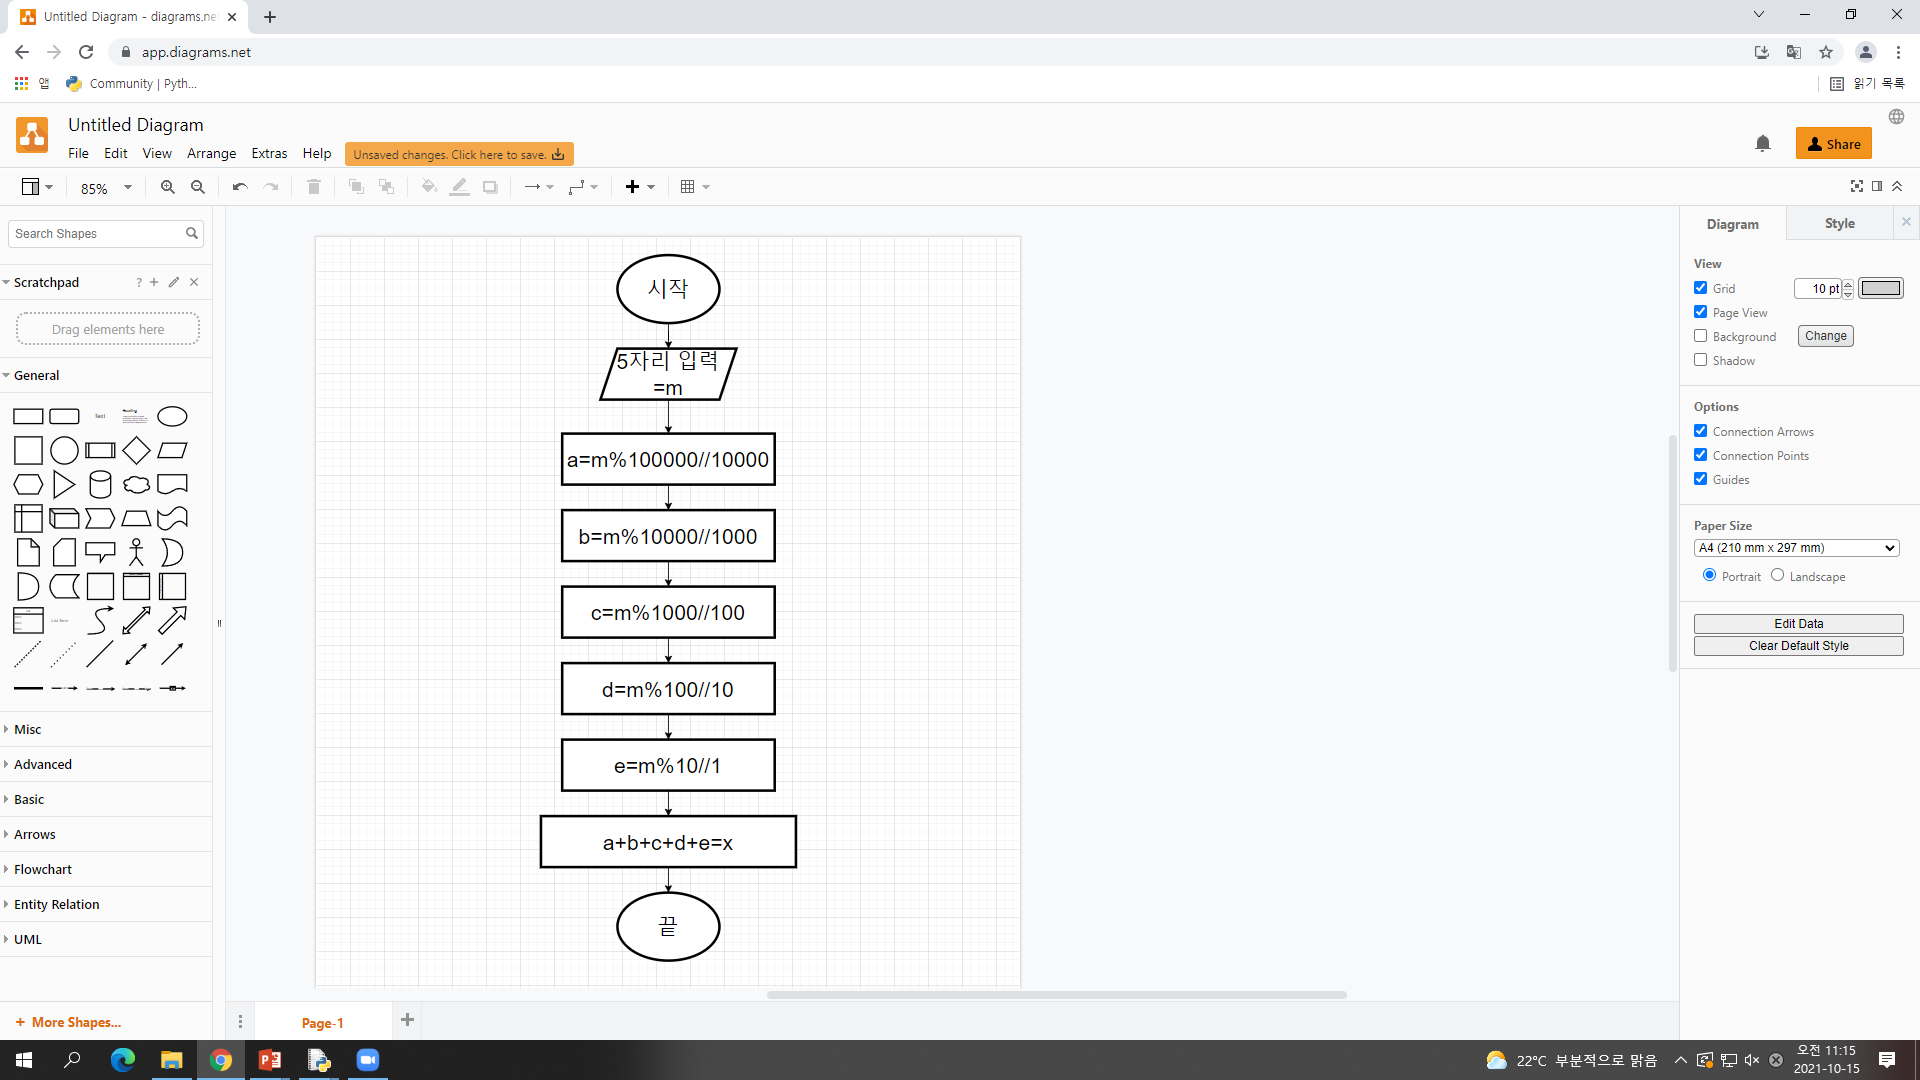 Untitled Diagram - diagrams.ne
app.diagrams.net
앱
Community | Pyth...
읽기 목록
Untitled Diagram
File Edit View Arrange Extras Help
Unsaved changes. Click here to save.
Share
85%
Search Shapes
Scratchpad
?
Drag elements here
General
Text
Heading
Misc
Advanced
Basic
Arrows
Flowchart
Entity Relation
UML
+ More Shapes...
시작
5자리 입력
=m
a=m%100000//10000
b=m%10000//1000
c=m%1000//100
d=m%100//10
e=m%10//1
a+b+c+d+e=x
끝
Page-1
Diagram
Style
View
Grid
10 pt
Page View
Background
Change
Shadow
Options
Connection Arrows
Connection Points
Guides
Paper Size
A4 (210 mm x 297 mm)
Portrait
Landscape
Edit Data
Clear Default Style
22°C 부분적으로 맑음
오전 11:15
2021-10-15